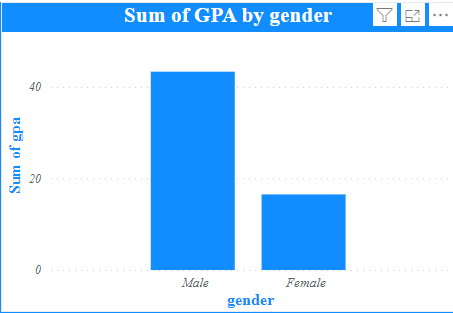 Sum of GPA by gender
Sum of gpa
40
20
0
Male Female
gender